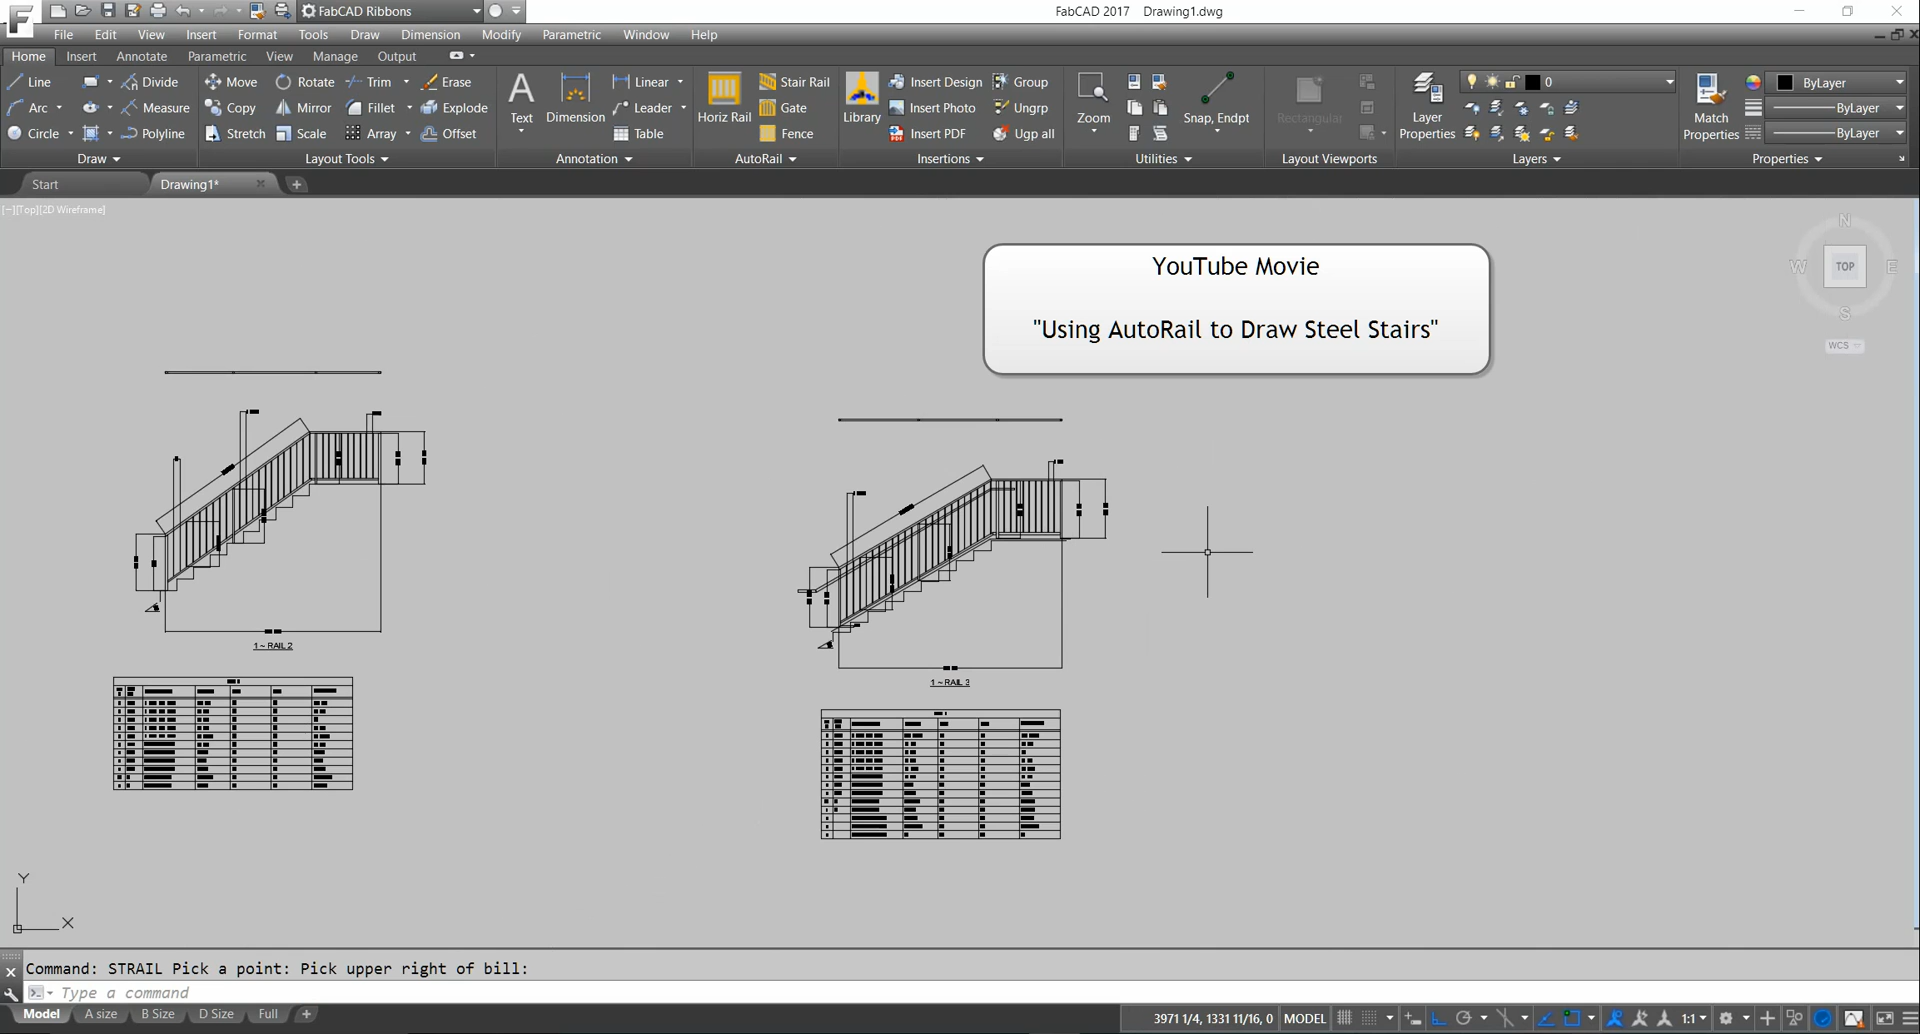 FabCAD Ribbons
FabCAD 2017 Drawing1.dwg
File Edit View Insert Format Tools Draw Dimension Modify Parametric Window Help
Home Insert Annotate Parametric View Manage Output
Line
Divide
Arc
Measure
Circle
Polyline
Draw
Move
Rotate
Trim
Erase
Copy
Mirror
Fillet
Explode
Stretch
Scale
Array
Offset
Layout Tools
Text
Dimension
Linear
Leader
Table
Annotation
Horiz Rail
Stair Rail
Gate
Fence
AutoRail
Library
Insert Design
Group
Insert Photo
Ungrp
Insert PDF
Ugp all
Insertions
Zoom
Snap, Endpt
Utilities
Rectangular
Layout Viewports
Layer
Properties
0
Layers
Match
Properties
ByLayer
ByLayer
ByLayer
Properties
Start
Drawing1*
[−][Top][2D Wireframe]
YouTube Movie
"Using AutoRail to Draw Steel Stairs"
N
W TOP E
S
WCS
1 ~ RAIL 2
1 ~ RAIL 3
Y
X
Command: STRAIL Pick a point: Pick upper right of bill:
Type a command
Model A size B Size D Size Full
3971 1/4, 1331 11/16, 0 MODEL 1:1